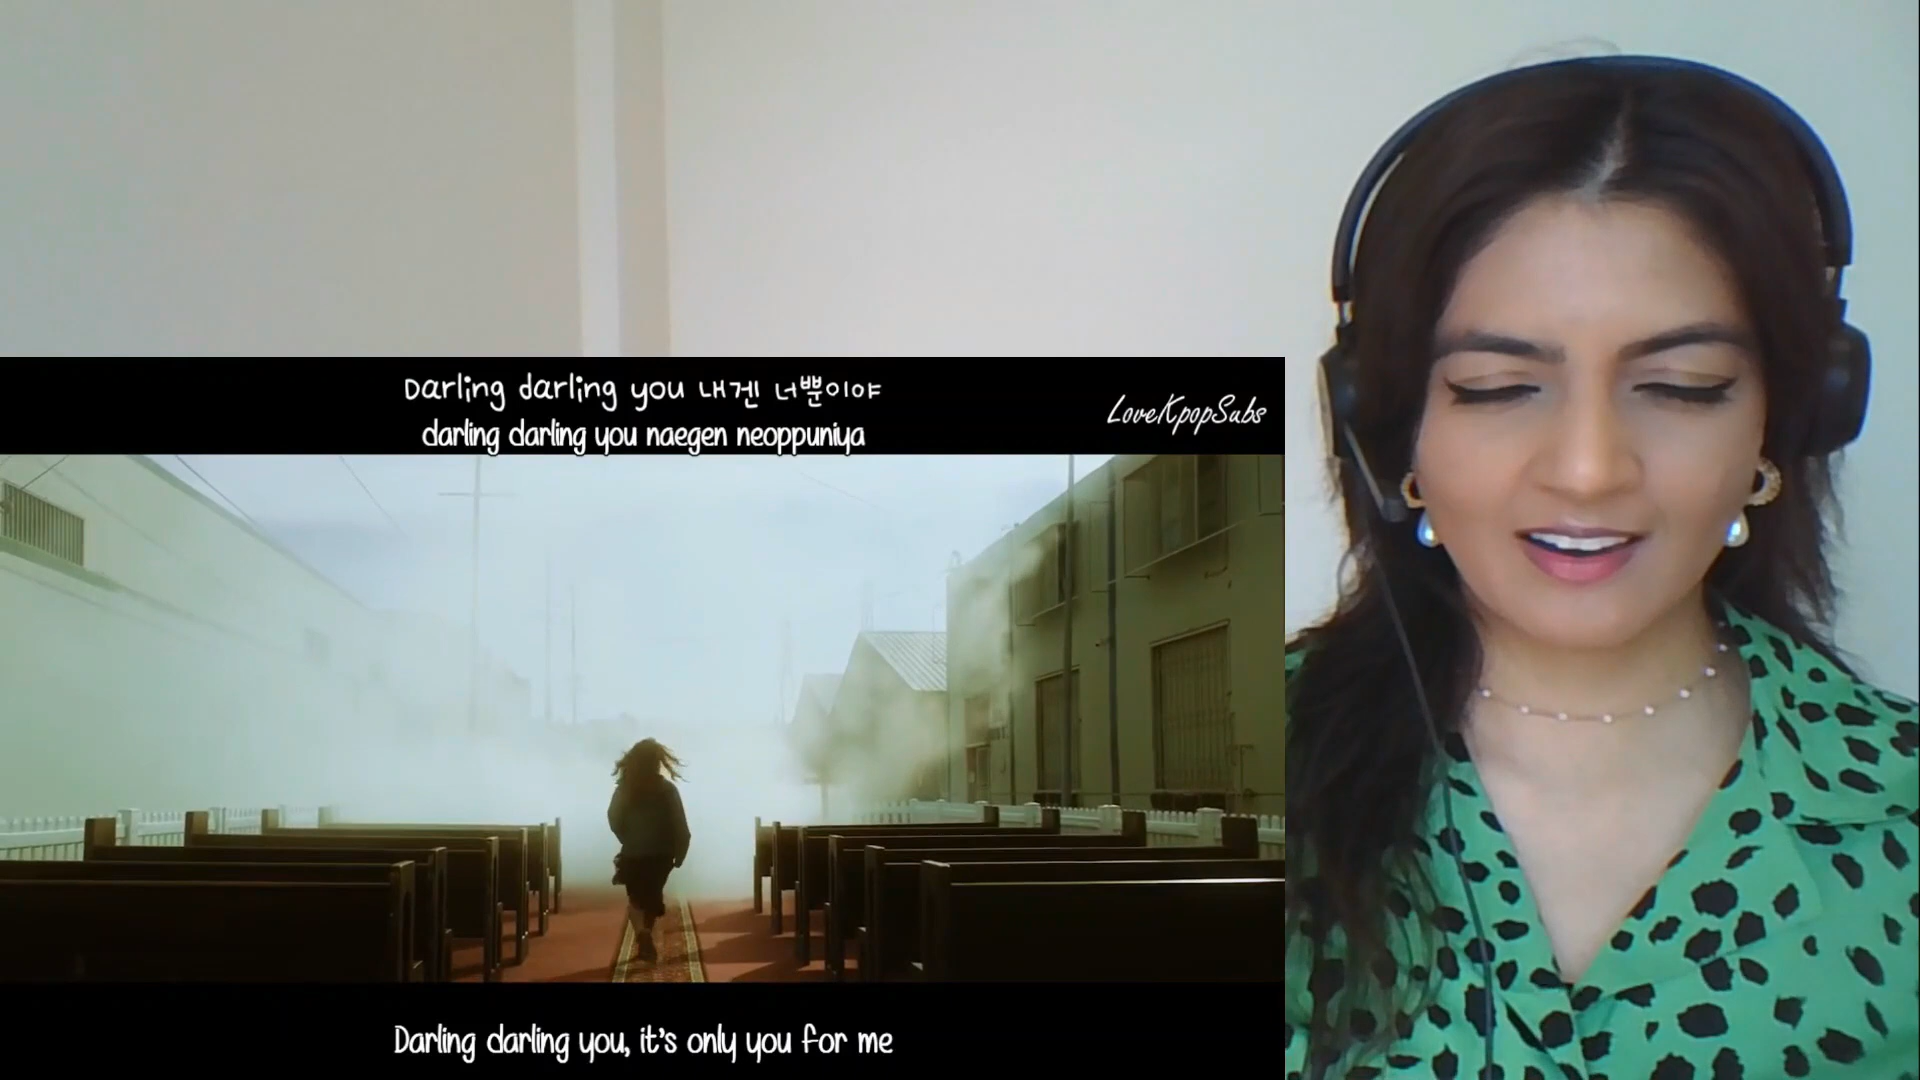 Darling darling you 내겐 너뿐이야
darling darling you naegen neoppuniya
LoveKpopSubs
Darling darling you, it's only you for me